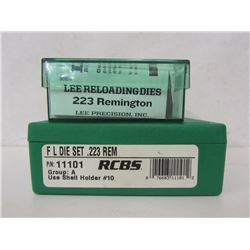 LEE RELOADING DIES
223 Remington
LEE PRECISION, INC.
F L DIE SET .223 REM
P/N: 11101
Group: A
Use Shell Holder #10
RCBS